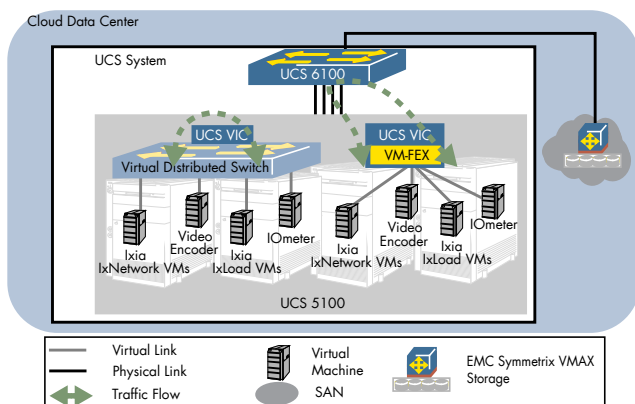 Cloud Data Center
UCS System
UCS 6100
UCS VIC
UCS VIC
VM-FEX
Virtual Distributed Switch
Ixia
IxNetwork VMs
Video
Encoder
Ixia
IxLoad VMs
IOmeter
Ixia
IxNetwork VMs
Video
Encoder
Ixia
IxLoad VMs
IOmeter
UCS 5100
Virtual Link
Physical Link
Traffic Flow
Virtual
Machine
SAN
EMC Symmetrix VMAX
Storage